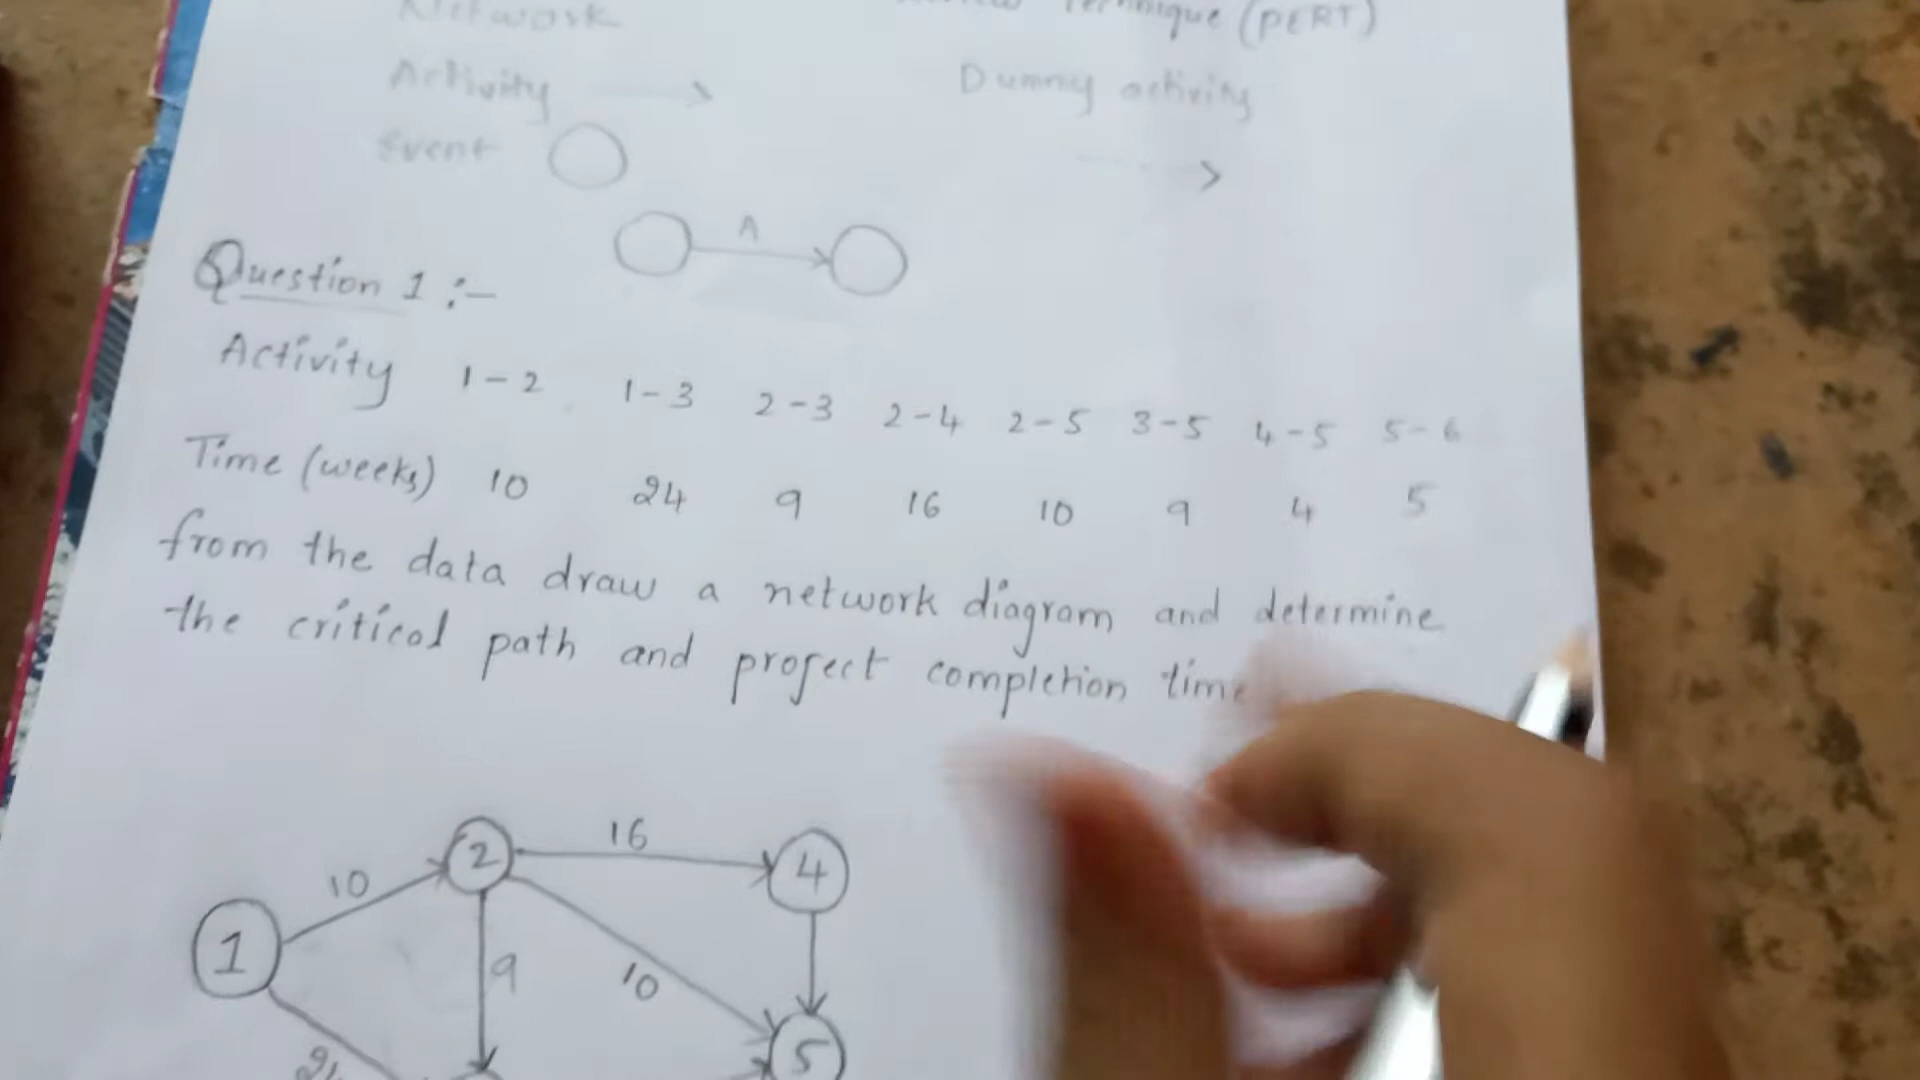 Network
Technique (PERT)
Activity
Dummy activity
Event
A
Question 1 :-
Activity 1-2 1-3 2-3 2-4 2-5 3-5 4-5 5-6
Time (weeks) 10 24 9 16 10 9 4 5
from the data draw a network diagram and determine
the critical path and project completion time
16
10 2 4
1 9 10
5
24